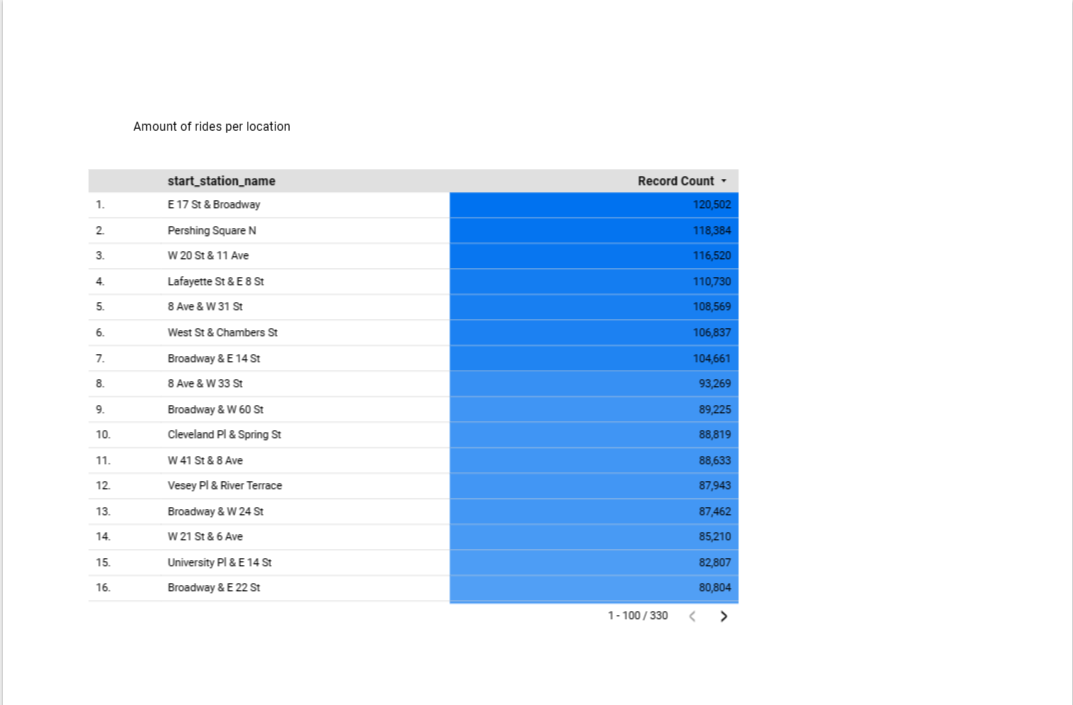 Amount of rides per location
start_station_name Record Count
1. E 17 St & Broadway 120,502
2. Pershing Square N 118,384
3. W 20 St & 11 Ave 116,520
4. Lafayette St & E 8 St 110,730
5. 8 Ave & W 31 St 108,569
6. West St & Chambers St 106,837
7. Broadway & E 14 St 104,661
8. 8 Ave & W 33 St 93,269
9. Broadway & W 60 St 89,225
10. Cleveland Pl & Spring St 88,819
11. W 41 St & 8 Ave 88,633
12. Vesey Pl & River Terrace 87,943
13. Broadway & W 24 St 87,462
14. W 21 St & 6 Ave 85,210
15. University Pl & E 14 St 82,807
16. Broadway & E 22 St 80,804
1 - 100 / 330